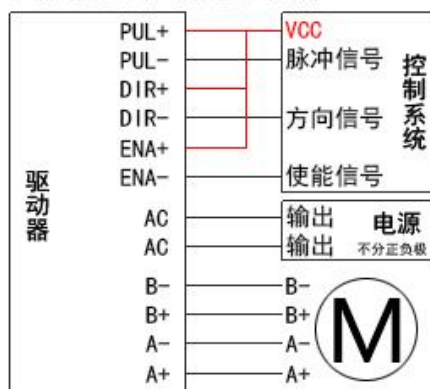 PUL+
PUL-
DIR+
DIR-
ENA+
ENA-
AC
AC
B-
B+
A-
A+
驱动器
VCC
脉冲信号
方向信号
使能信号
控制系统
输出
输出
电源
不分正负极
B-
B+
A-
A+
M